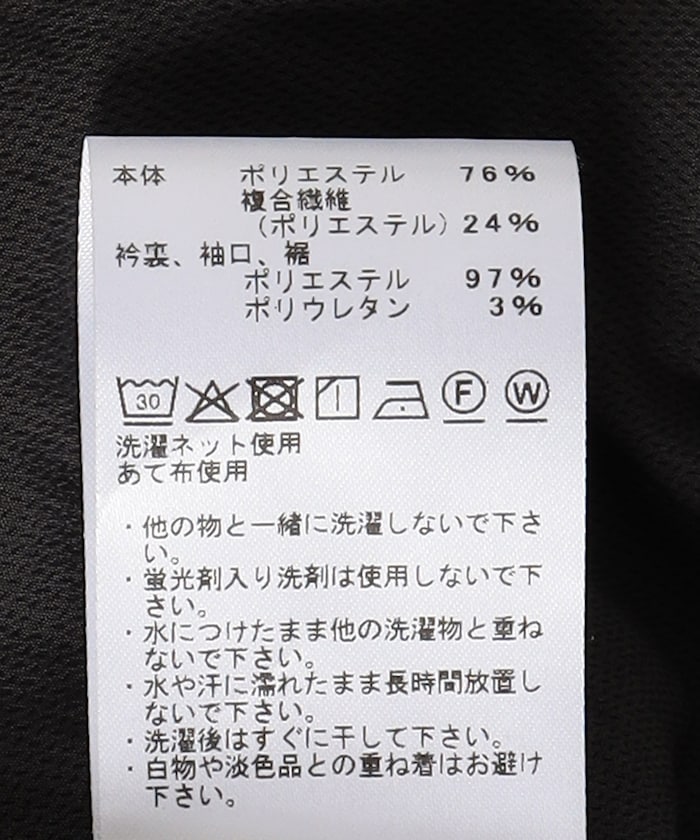 本体 ポリエステル 76%
複合繊維
(ポリエステル) 24%
衿裏、袖口、裾
ポリエステル 97%
ポリウレタン 3%
30 F W
洗濯ネット使用
あて布使用
・他の物と一緒に洗濯しないで下さ
い。
・蛍光剤入り洗剤は使用しないで下
さい。
・水につけたまま他の洗濯物と重ね
ないで下さい。
・水や汗に濡れたまま長時間放置し
ないで下さい。
・洗濯後はすぐに干して下さい。
・白物や淡色品との重ね着はお避け
下さい。